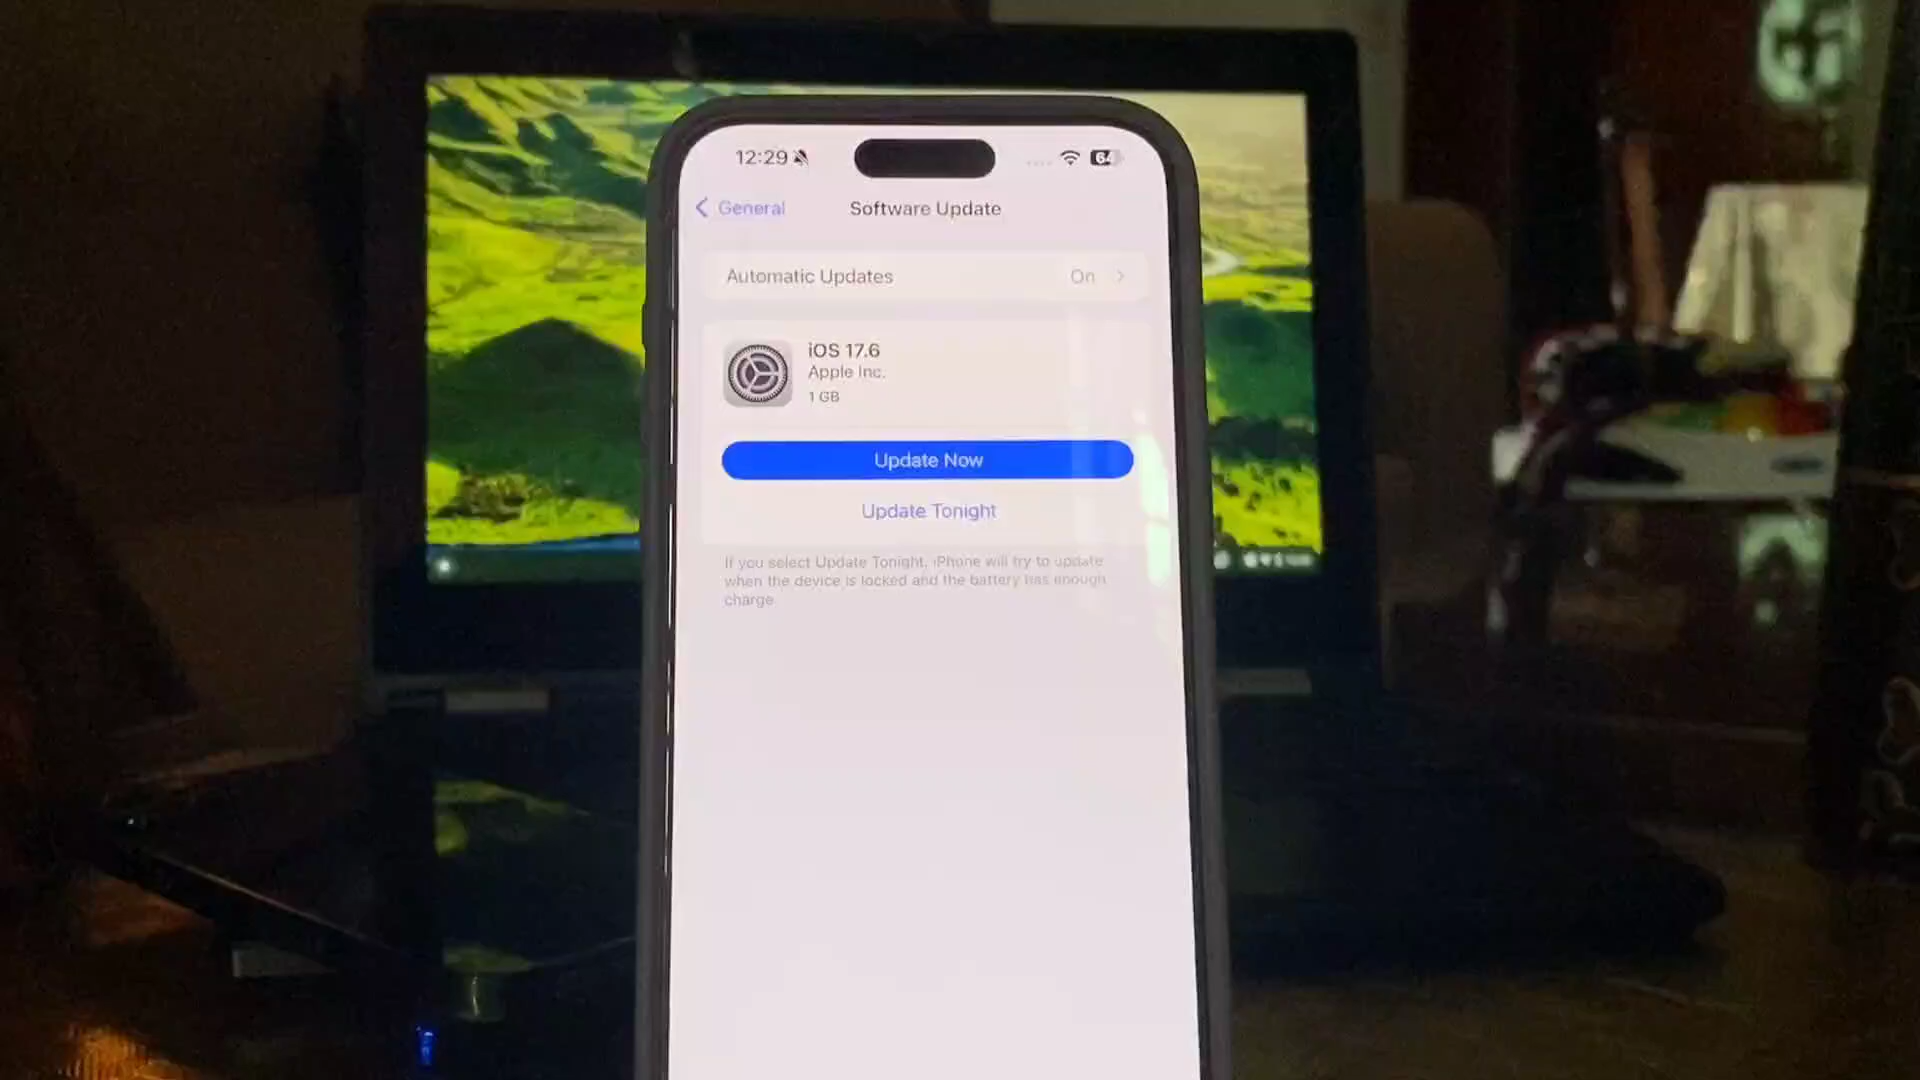 12:29
64
General
Software Update
Automatic Updates On
iOS 17.6
Apple Inc.
1 GB
Update Now
Update Tonight
If you select Update Tonight, iPhone will try to update
when the device is locked and the battery has enough
charge.